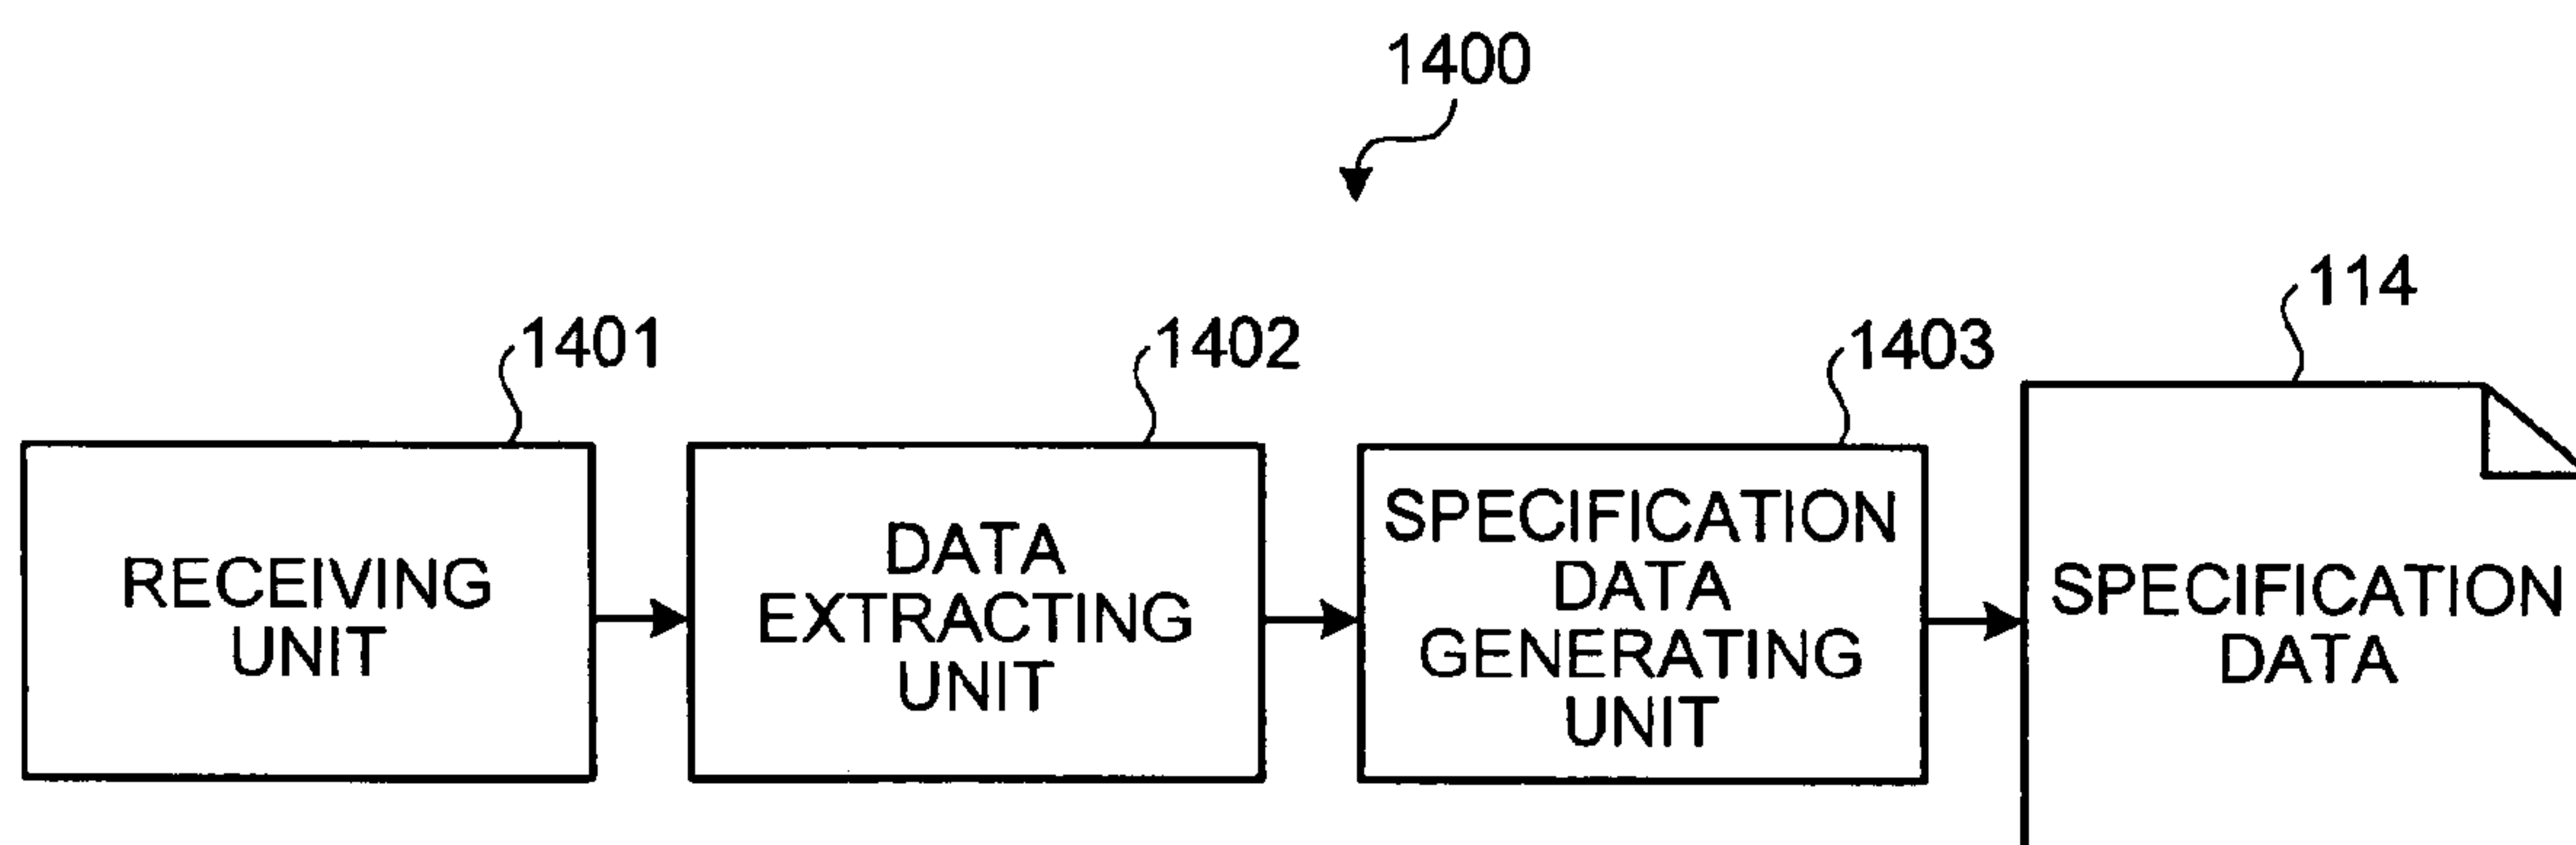 1400
1401
1402
1403
114
RECEIVING
UNIT
DATA
EXTRACTING
UNIT
SPECIFICATION
DATA
GENERATING
UNIT
SPECIFICATION
DATA